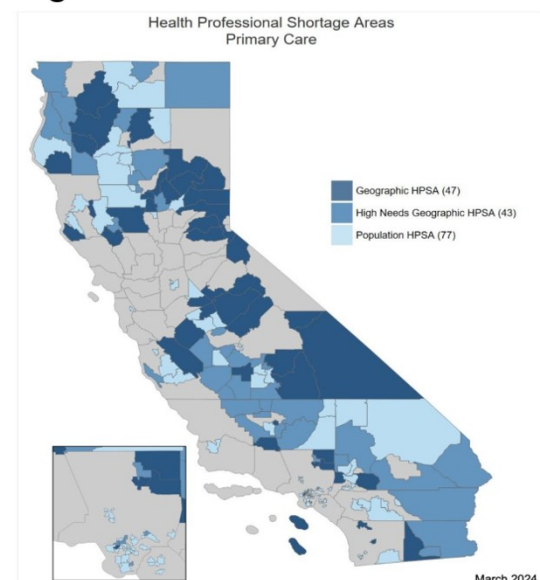 Health Professional Shortage Areas
Primary Care
Geographic HPSA (47)
High Needs Geographic HPSA (43)
Population HPSA (77)
March 2024